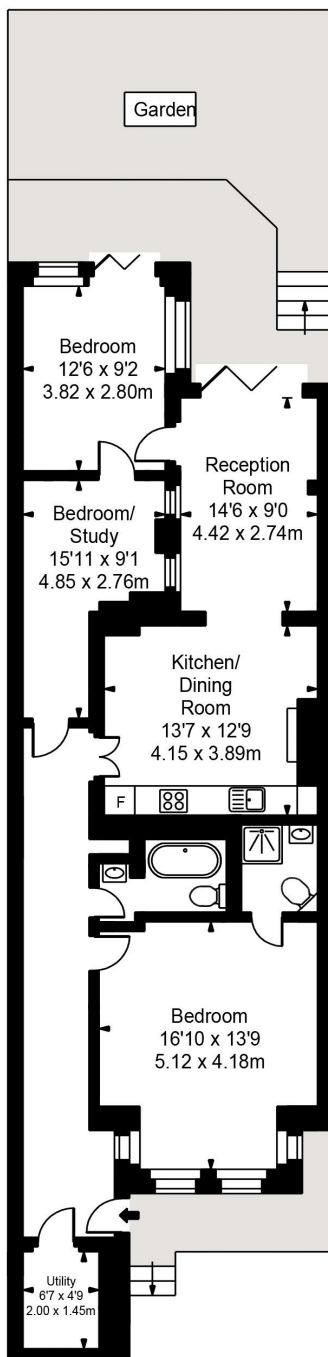 Garden
Bedroom
12'6 x 9'2
3.82 x 2.80m
Reception
Room
14'6 x 9'0
4.42 x 2.74m
Bedroom/
Study
15'11 x 9'1
4.85 x 2.76m
Kitchen/
Dining
Room
13'7 x 12'9
4.15 x 3.89m
F
Bedroom
16'10 x 13'9
5.12 x 4.18m
Utility
6'7 x 4'9
2.00 x 1.45m